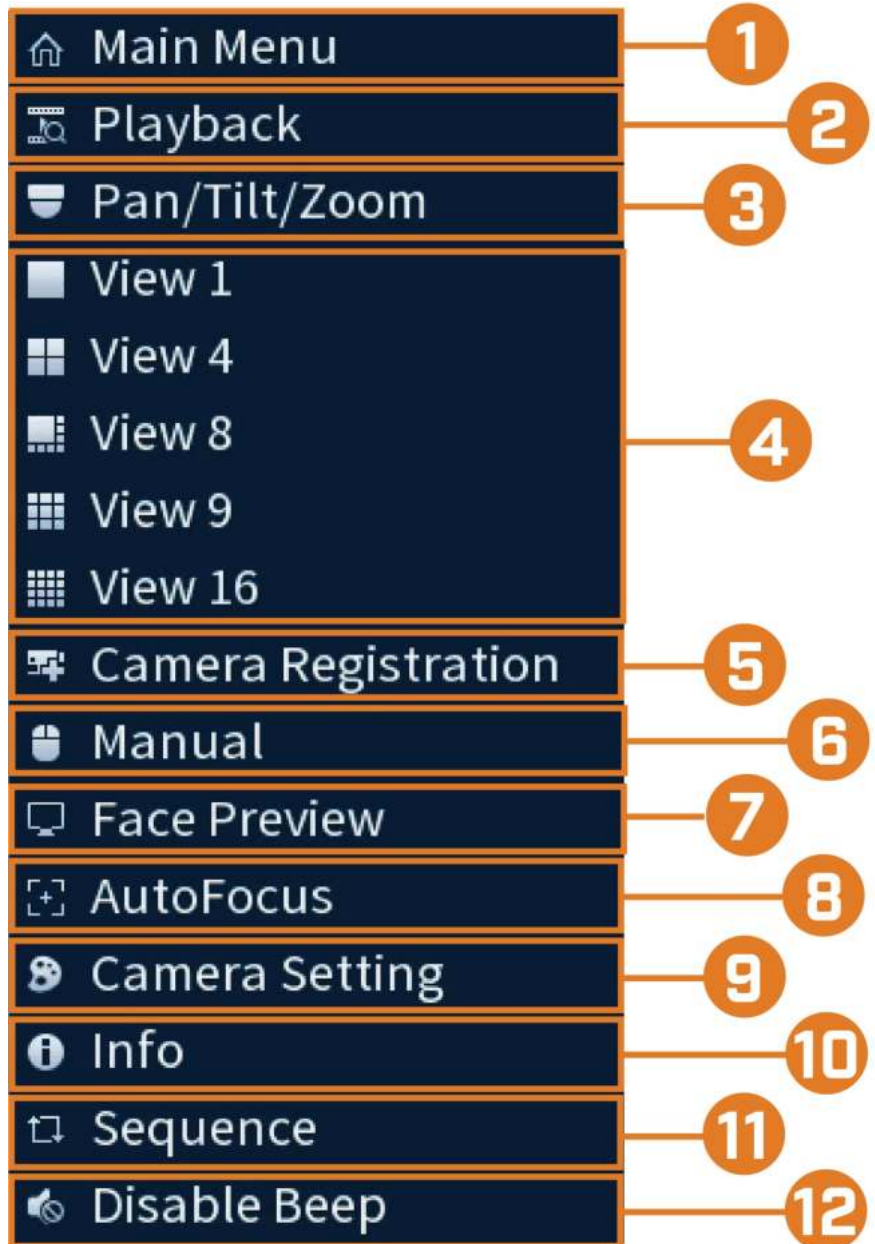 Main Menu 1
Playback 2
Pan/Tilt/Zoom 3
View 1
View 4
View 8 4
View 9
View 16
Camera Registration 5
Manual 6
Face Preview 7
AutoFocus 8
Camera Setting 9
Info 10
Sequence 11
Disable Beep 12